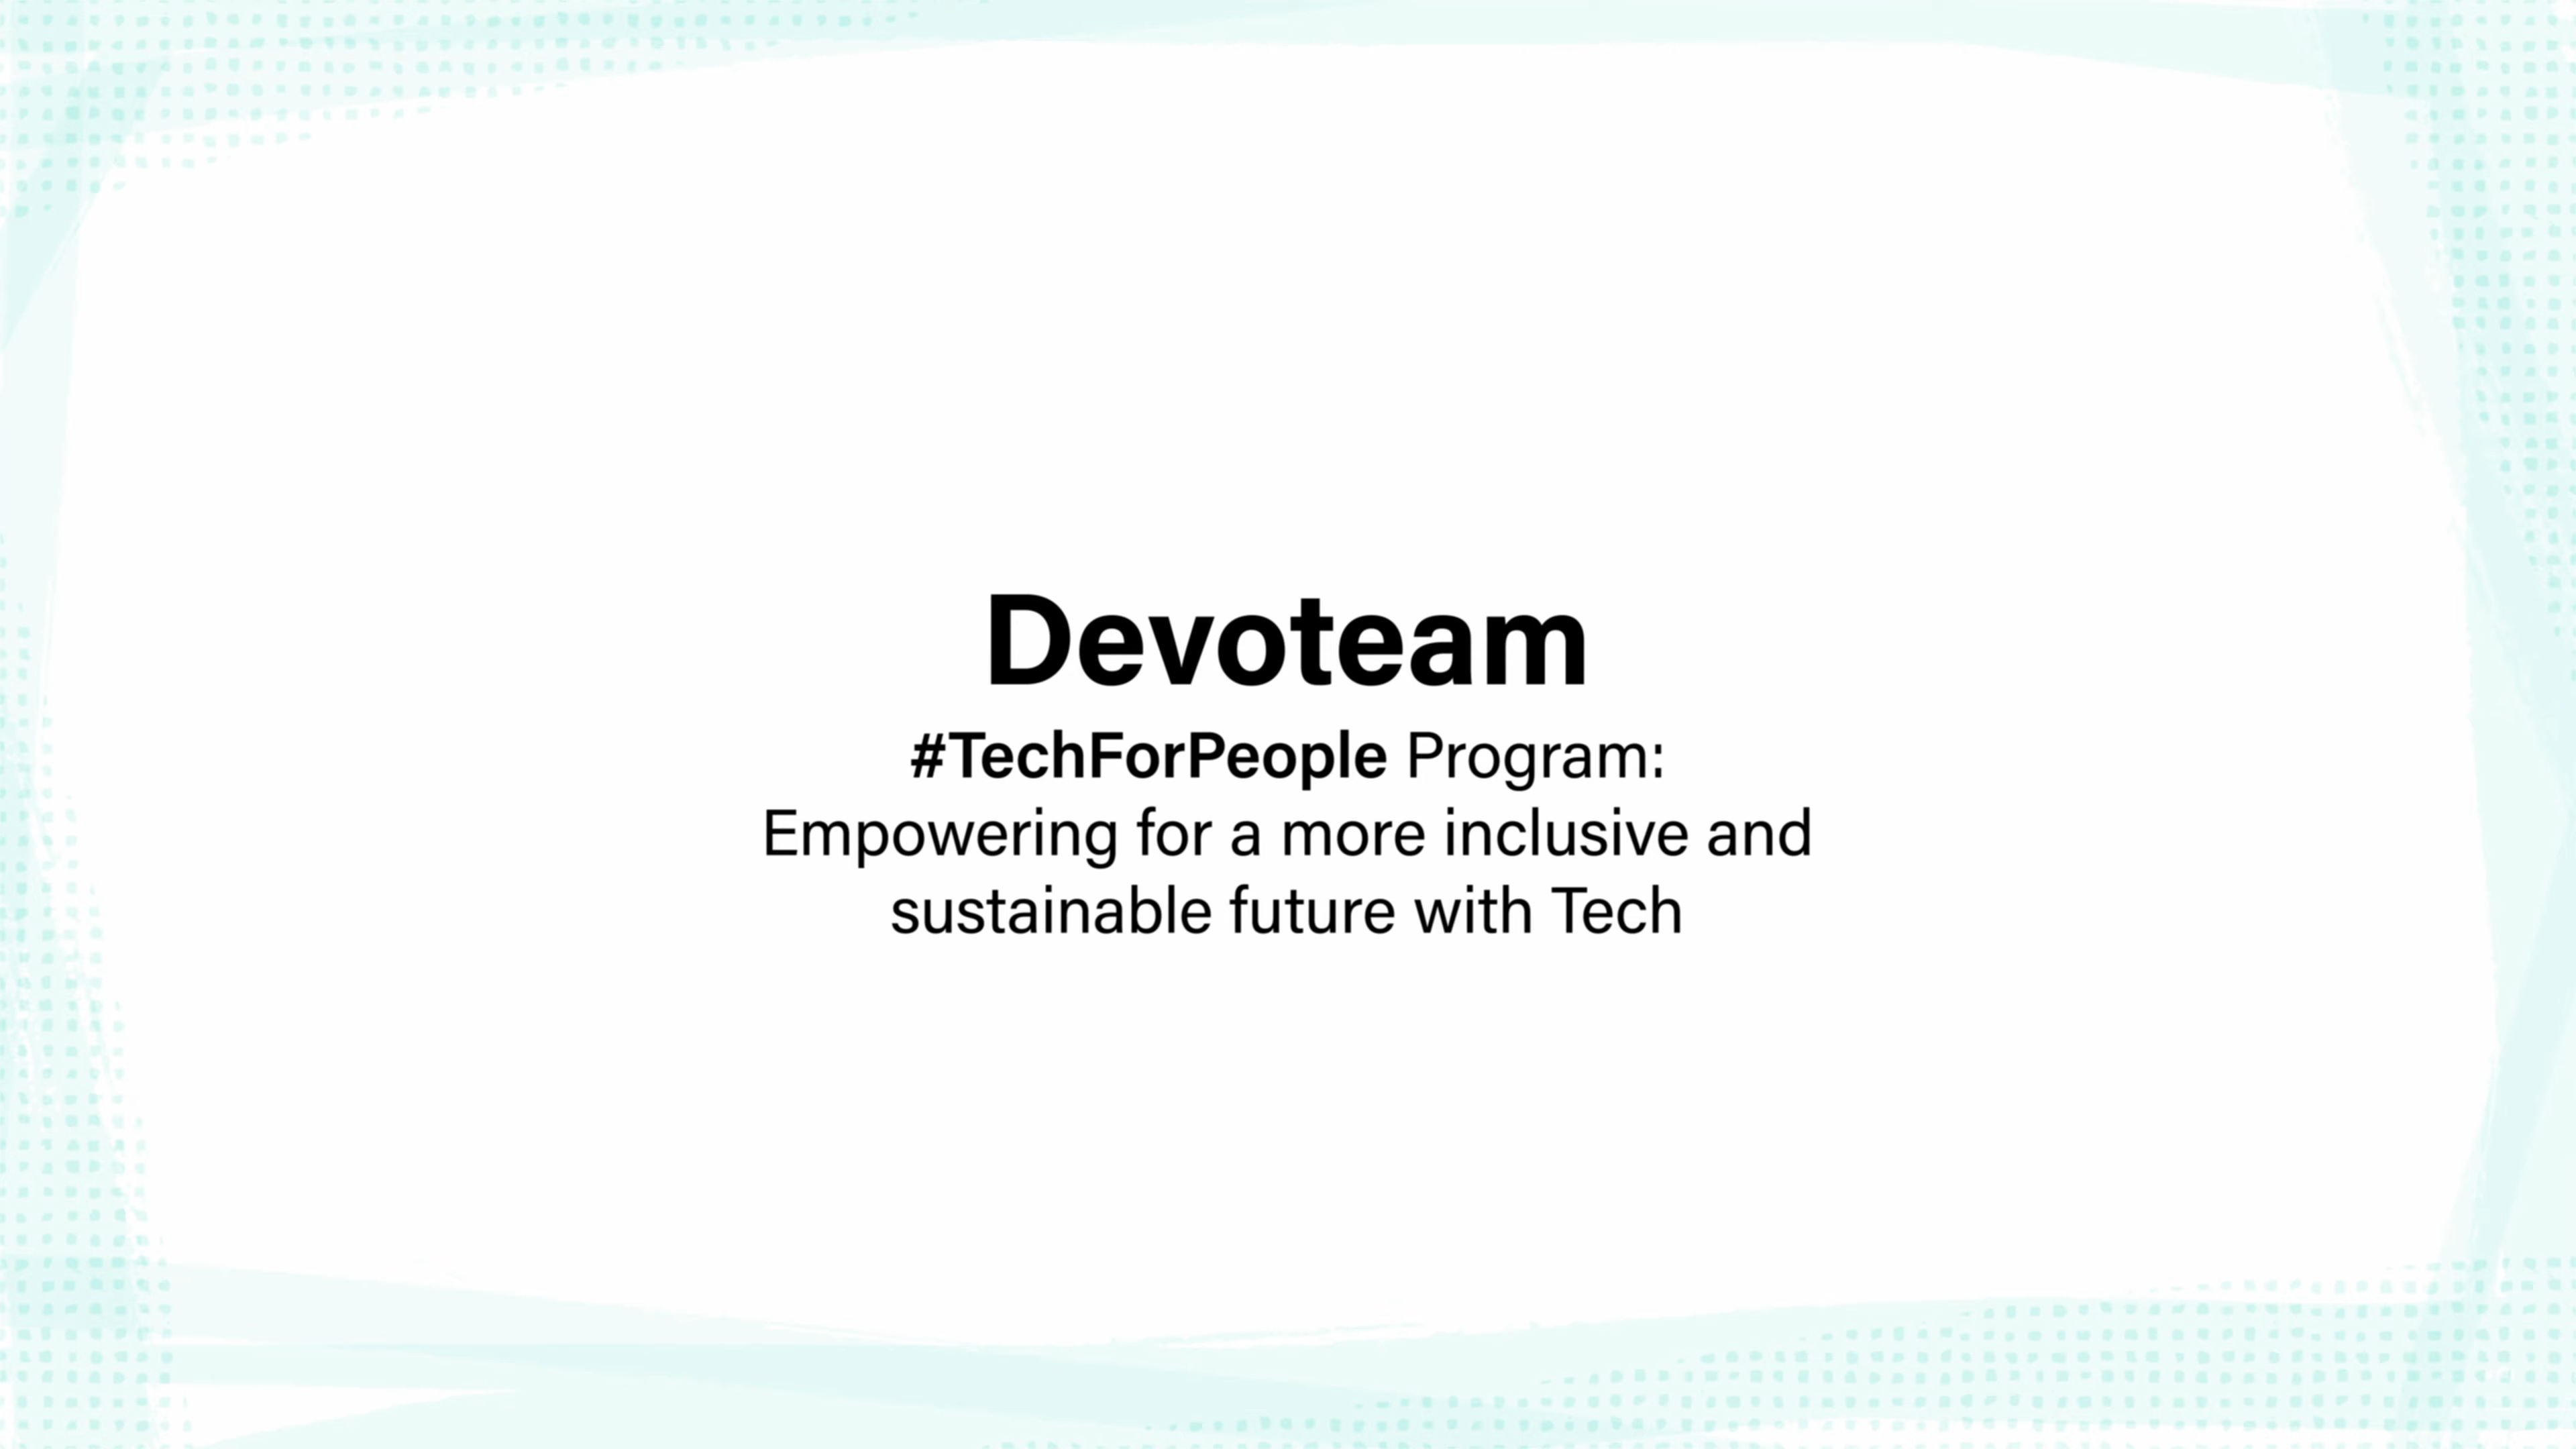 Devoteam
#TechForPeople Program:
Empowering for a more inclusive and
sustainable future with Tech